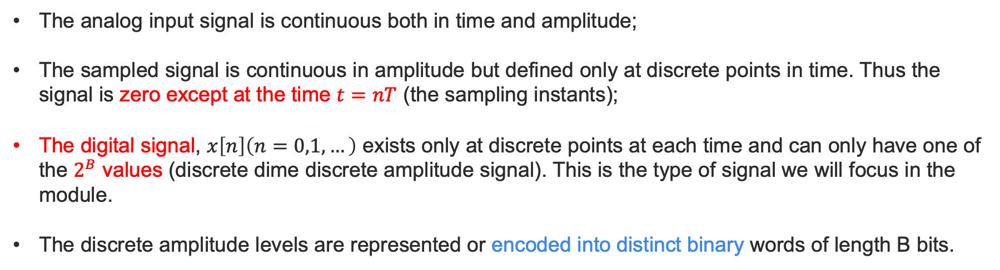 • The analog input signal is continuous both in time and amplitude;
• The sampled signal is continuous in amplitude but defined only at discrete points in time. Thus the
signal is zero except at the time t = nT (the sampling instants);
• The digital signal, x[n](n = 0,1, … ) exists only at discrete points at each time and can only have one of
the 2^B values (discrete dime discrete amplitude signal). This is the type of signal we will focus in the
module.
• The discrete amplitude levels are represented or encoded into distinct binary words of length B bits.